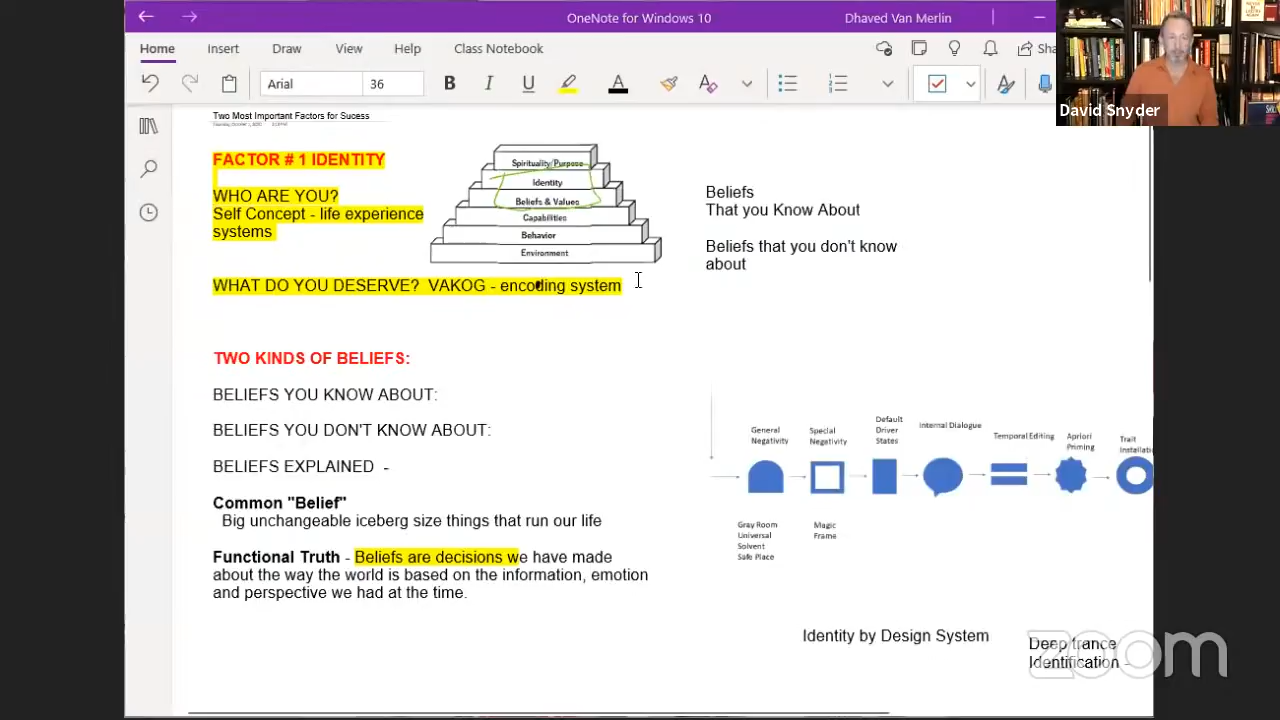 OneNote for Windows 10
Dhaved Van Merlin
Home
Insert
Draw
View
Help
Class Notebook
Sha
Arial
36
B
I
U
A
David Snyder
Two Most Important Factors for Success
FACTOR # 1 IDENTITY
WHO ARE YOU?
Self Concept - life experience
systems
WHAT DO YOU DESERVE? VAKOG - encoding system
Spirituality/Purpose
Identity
Beliefs & Values
Capabilities
Behavior
Environment
Beliefs
That you Know About
Beliefs that you don't know
about
TWO KINDS OF BELIEFS:
BELIEFS YOU KNOW ABOUT:
BELIEFS YOU DON'T KNOW ABOUT:
BELIEFS EXPLAINED -
Common "Belief"
Big unchangeable iceberg size things that run our life
Functional Truth - Beliefs are decisions we have made
about the way the world is based on the information, emotion
and perspective we had at the time.
General
Negativity
Special
Negativity
Default
Driver
States
Internal Dialogue
Temporal Editing
Apriori
Priming
Trait
Installatio
Gray Room
Universal
Solvent
Safe Place
Magic
Frame
Identity by Design System
Deep trance
Identification -
zoom